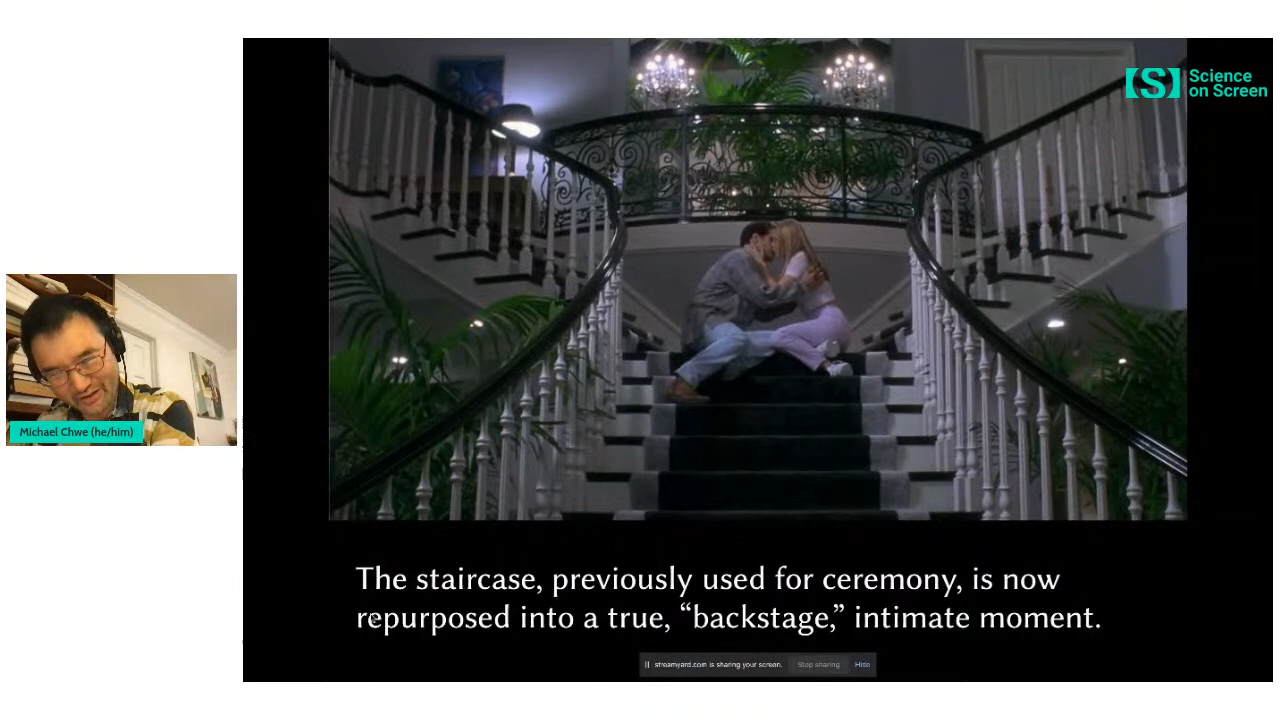 [S] Science
on Screen
Michael Chwe (he/him)
The staircase, previously used for ceremony, is now
repurposed into a true, “backstage,” intimate moment.
streamyard.com is sharing your screen. Stop sharing Hide